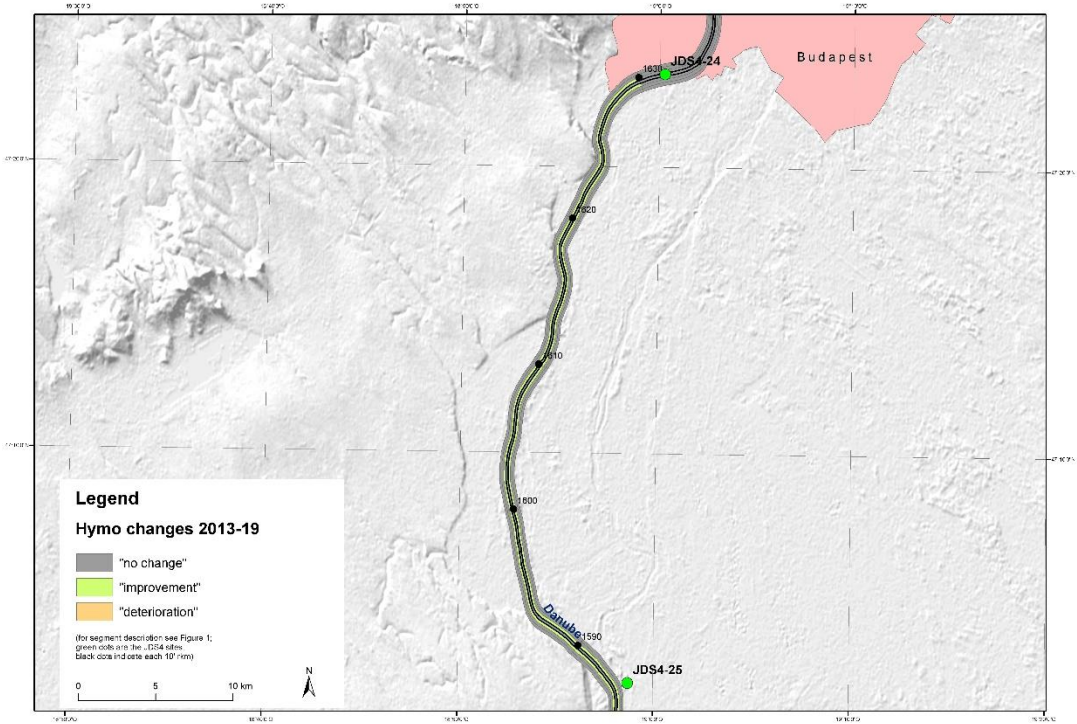 Budapest
JDS4-24
1630
1620
1610
1600
Danube
1590
JDS4-25
Legend
Hymo changes 2013-19
"no change"
"improvement"
"deterioration"
(for segment description see Figure 1;
green dots are the JDS4 sites
black dots indicate each 10' rkm)
0 5 10 km
N